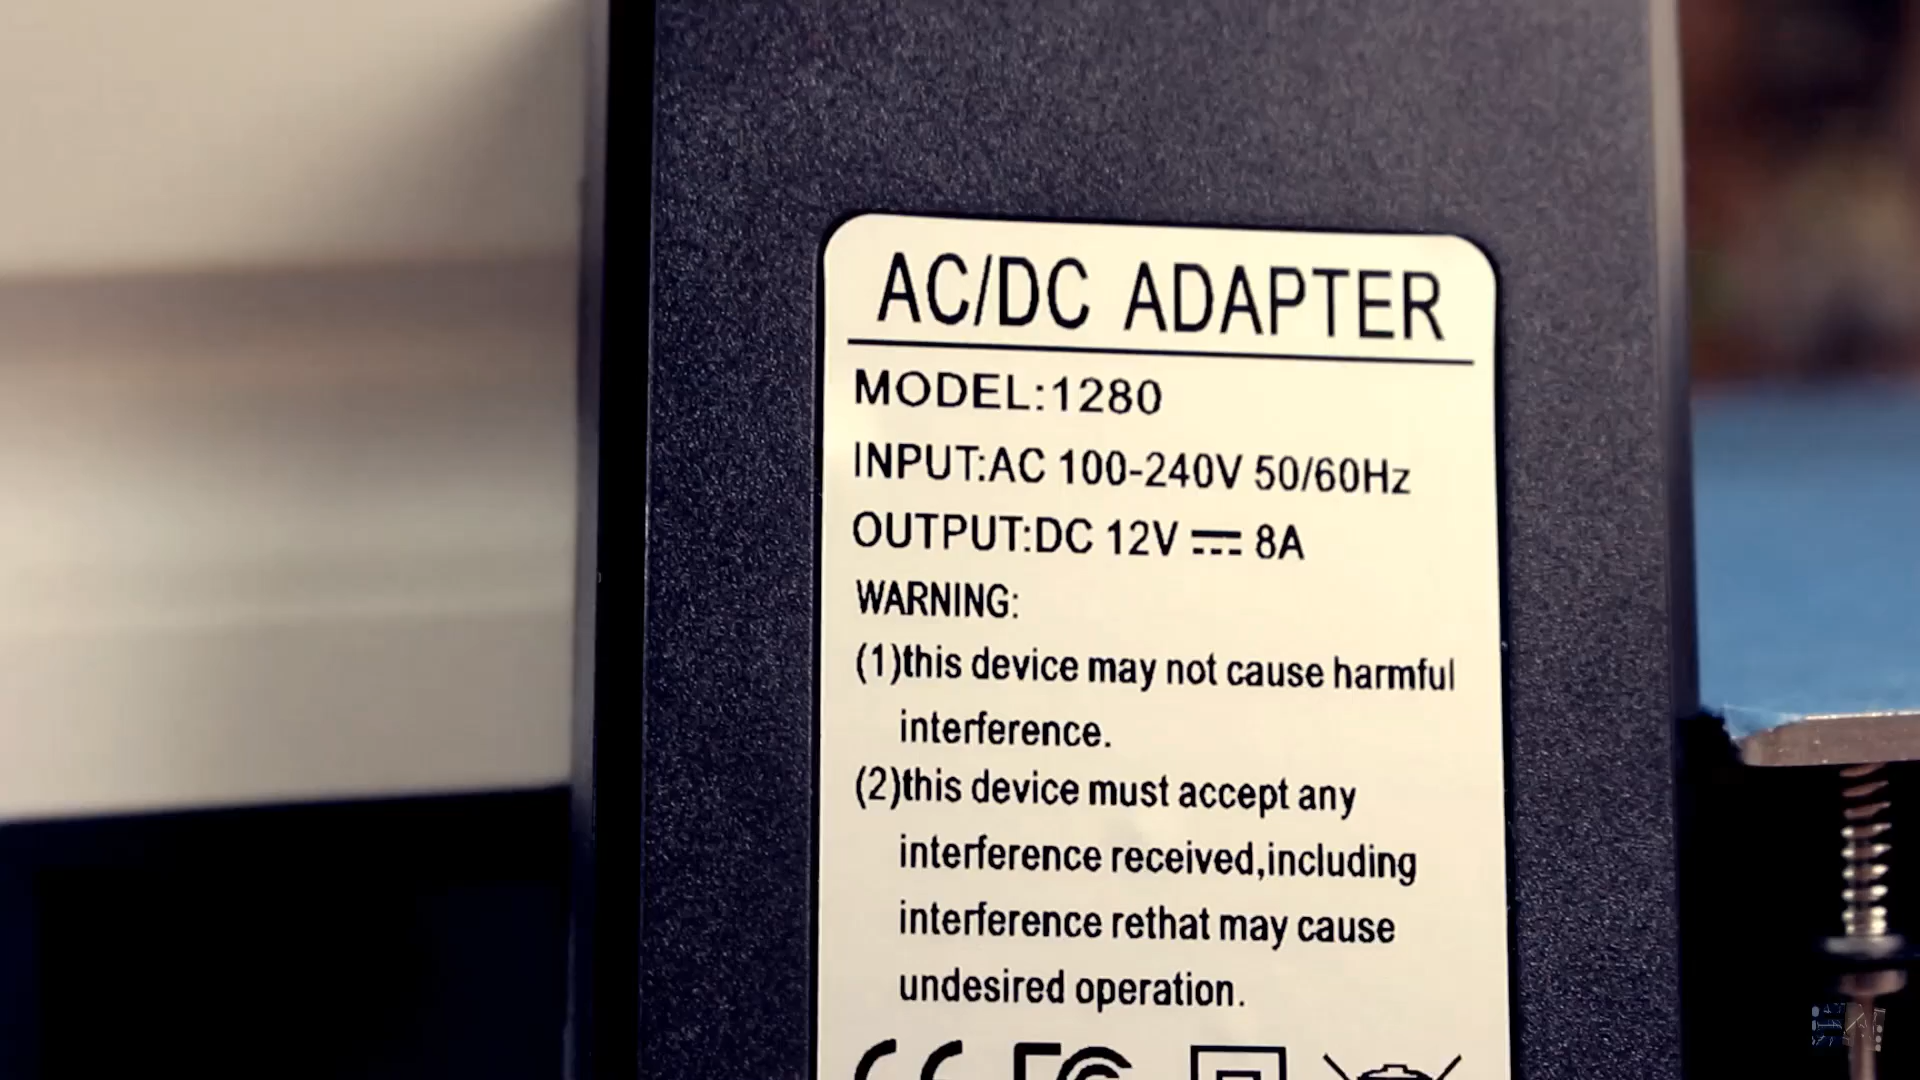 AC/DC ADAPTER
MODEL:1280
INPUT:AC 100-240V 50/60Hz
OUTPUT:DC 12V ⎓ 8A
WARNING:
(1)this device may not cause harmful
interference.
(2)this device must accept any
interference received,including
interference rethat may cause
undesired operation.
CE FC